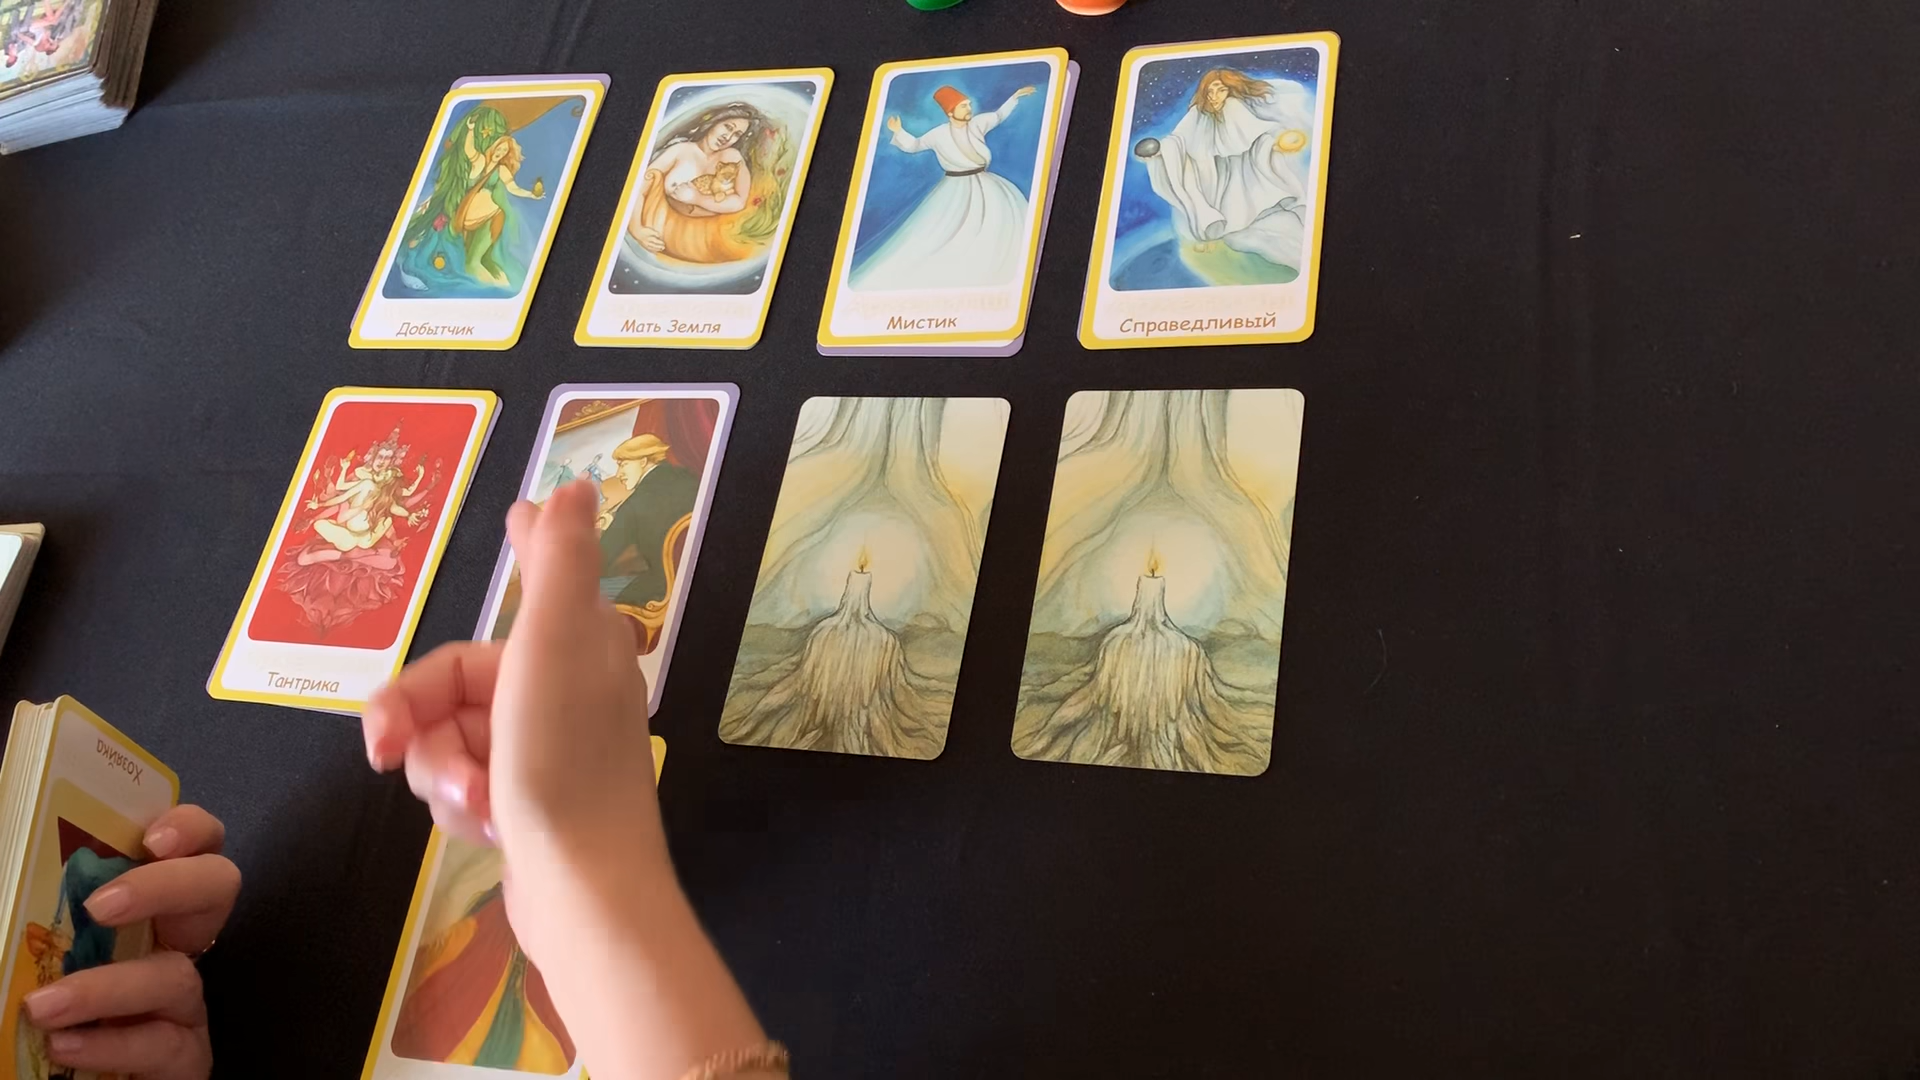 Добытчик
Мать Земля
Мистик
Справедливый
Тантрика
Хозяйка